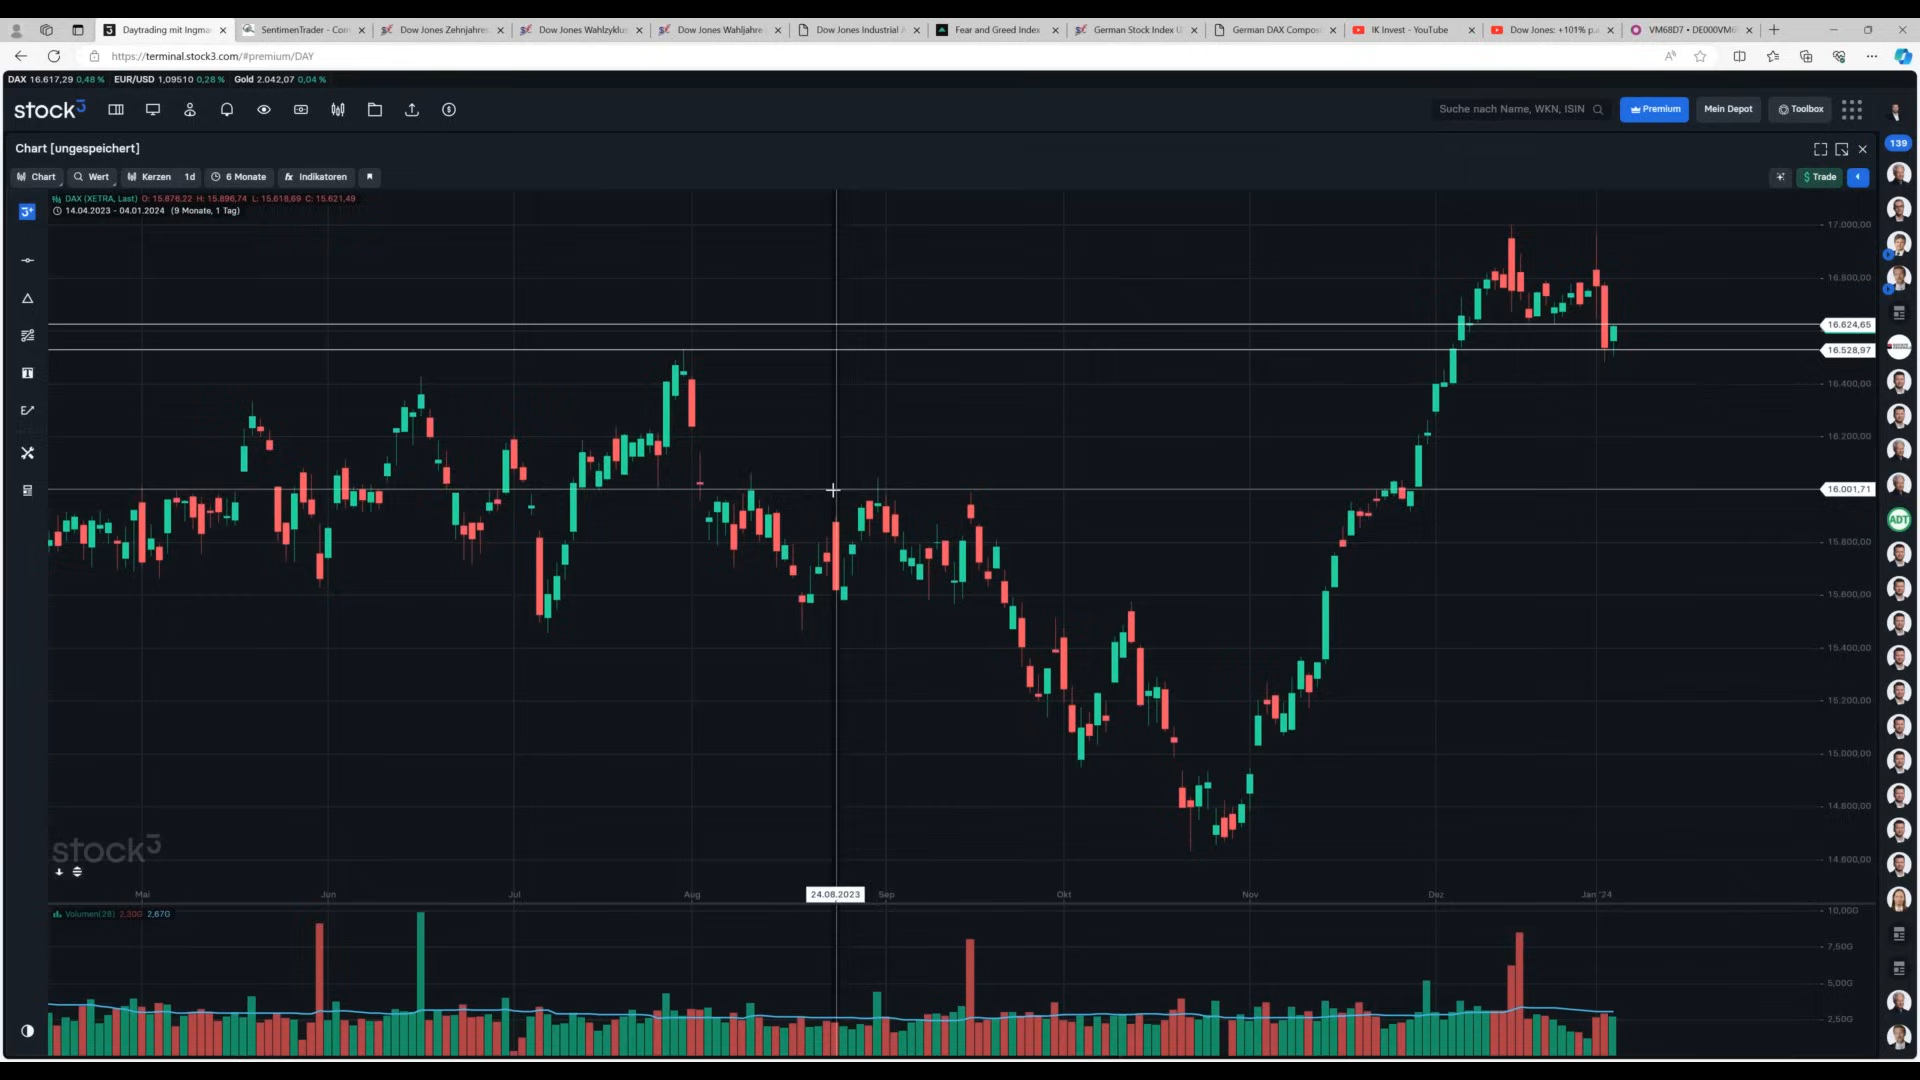 Daytrading mit Ingma
SentimenTrader - Con
Dow Jones Zehnjahres
Dow Jones Wahlzyklus
Dow Jones Wahljahre
Dow Jones Industrial A
Fear and Greed Index
German Stock Index U
German DAX Compos
IK Invest - YouTube
Dow Jones: +101% p.a
VM68D7 • DE000VM6
https://terminal.stock3.com/#premium/DAY
DAX 16.617,29 0,48 % EUR/USD 1,09510 0,28 % Gold 2.042,07 0,04 %
stock3
Suche nach Name, WKN, ISIN
Premium
Mein Depot
Toolbox
Chart [ungespeichert]
139
Chart Wert Kerzen 1d 6 Monate fx Indikatoren
$ Trade
DAX (XETRA, Last) O: 15.876,22 H: 15.896,74 L: 15.618,69 C: 15.621,49
14.04.2023 - 04.01.2024 (9 Monate, 1 Tag)
17.000,00
16.800,00
16.624,65
16.528,97
16.400,00
16.200,00
16.001,71
ADT
15.800,00
15.600,00
15.400,00
15.200,00
15.000,00
14.800,00
14.600,00
stock3
Mai Jun Jul Aug 24.08.2023 Sep Okt Nov Dez Jan '24
Volumen(28) 2,30G 2,67G
10,00G
7,50G
5,00G
2,50G